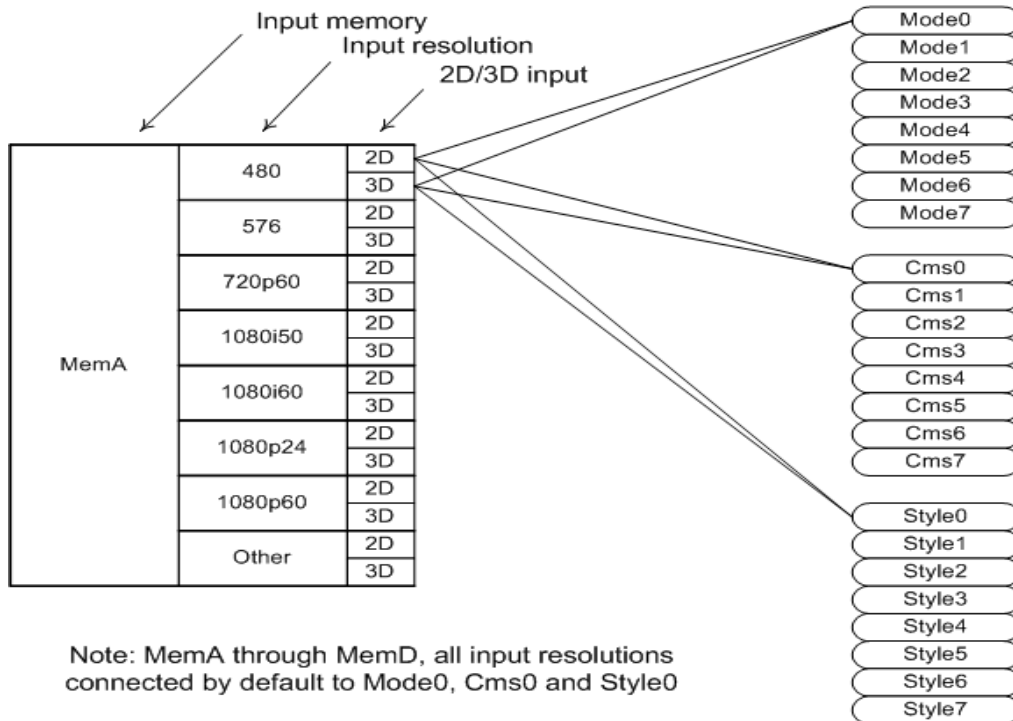 Input memory
Input resolution
2D/3D input
MemA
480
2D
3D
576
2D
3D
720p60
2D
3D
1080i50
2D
3D
1080i60
2D
3D
1080p24
2D
3D
1080p60
2D
3D
Other
2D
3D
Mode0
Mode1
Mode2
Mode3
Mode4
Mode5
Mode6
Mode7
Cms0
Cms1
Cms2
Cms3
Cms4
Cms5
Cms6
Cms7
Style0
Style1
Style2
Style3
Style4
Style5
Style6
Style7
Note: MemA through MemD, all input resolutions
connected by default to Mode0, Cms0 and Style0